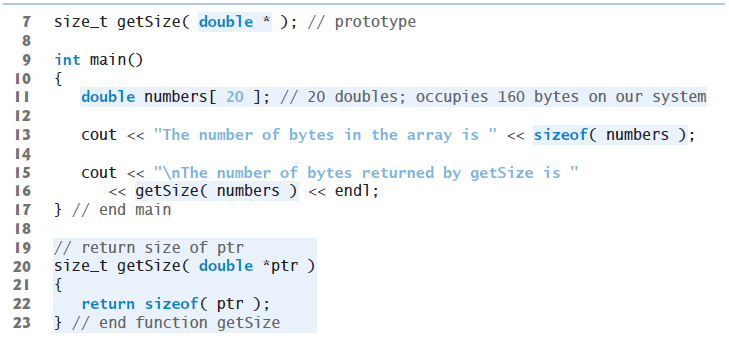 7 size_t getSize( double * ); // prototype
8
9 int main()
10 {
11 double numbers[ 20 ]; // 20 doubles; occupies 160 bytes on our system
12
13 cout << "The number of bytes in the array is " << sizeof( numbers );
14
15 cout << "\nThe number of bytes returned by getSize is "
16 << getSize( numbers ) << endl;
17 } // end main
18
19 // return size of ptr
20 size_t getSize( double *ptr )
21 {
22 return sizeof( ptr );
23 } // end function getSize